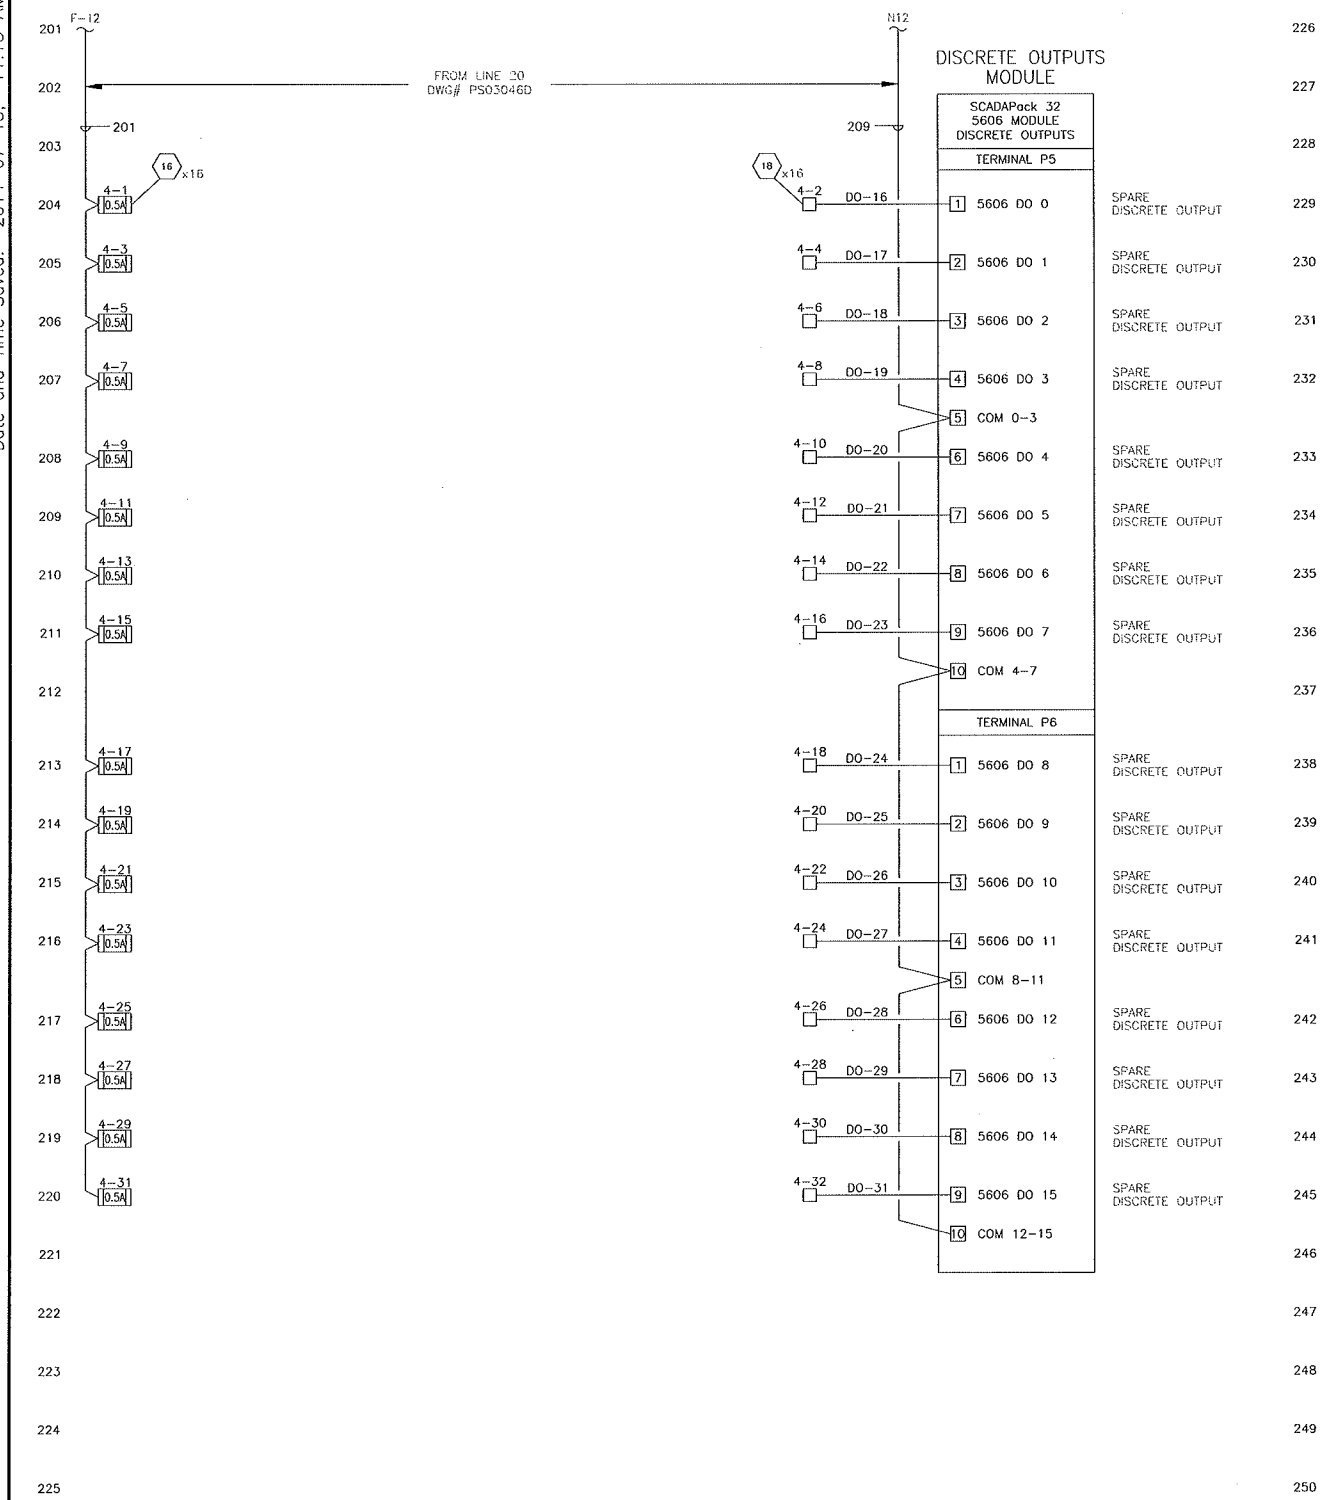 201 F-12 N12 226
DISCRETE OUTPUTS
MODULE
202 FROM LINE 20 227
DWG# PS03046D
SCADAPack 32
5606 MODULE
DISCRETE OUTPUTS
201 209
203 228
TERMINAL P5
16 x16 18 x16
4-1 4-2
204 0.5A DO-16 1 5606 DO 0 SPARE 229
DISCRETE OUTPUT
4-3 4-4
205 0.5A DO-17 2 5606 DO 1 SPARE 230
DISCRETE OUTPUT
4-5 4-6
206 0.5A DO-18 3 5606 DO 2 SPARE 231
DISCRETE OUTPUT
4-7 4-8
207 0.5A DO-19 4 5606 DO 3 SPARE 232
DISCRETE OUTPUT
5 COM 0-3
4-9 4-10
208 0.5A DO-20 6 5606 DO 4 SPARE 233
DISCRETE OUTPUT
4-11 4-12
209 0.5A DO-21 7 5606 DO 5 SPARE 234
DISCRETE OUTPUT
4-13 4-14
210 0.5A DO-22 8 5606 DO 6 SPARE 235
DISCRETE OUTPUT
4-15 4-16
211 0.5A DO-23 9 5606 DO 7 SPARE 236
DISCRETE OUTPUT
10 COM 4-7
212 237
TERMINAL P6
4-17 4-18
213 0.5A DO-24 1 5606 DO 8 SPARE 238
DISCRETE OUTPUT
4-19 4-20
214 0.5A DO-25 2 5606 DO 9 SPARE 239
DISCRETE OUTPUT
4-21 4-22
215 0.5A DO-26 3 5606 DO 10 SPARE 240
DISCRETE OUTPUT
4-23 4-24
216 0.5A DO-27 4 5606 DO 11 SPARE 241
DISCRETE OUTPUT
5 COM 8-11
4-25 4-26
217 0.5A DO-28 6 5606 DO 12 SPARE 242
DISCRETE OUTPUT
4-27 4-28
218 0.5A DO-29 7 5606 DO 13 SPARE 243
DISCRETE OUTPUT
4-29 4-30
219 0.5A DO-30 8 5606 DO 14 SPARE 244
DISCRETE OUTPUT
4-31 4-32
220 0.5A DO-31 9 5606 DO 15 SPARE 245
DISCRETE OUTPUT
10 COM 12-15
221 246
222 247
223 248
224 249
225 250